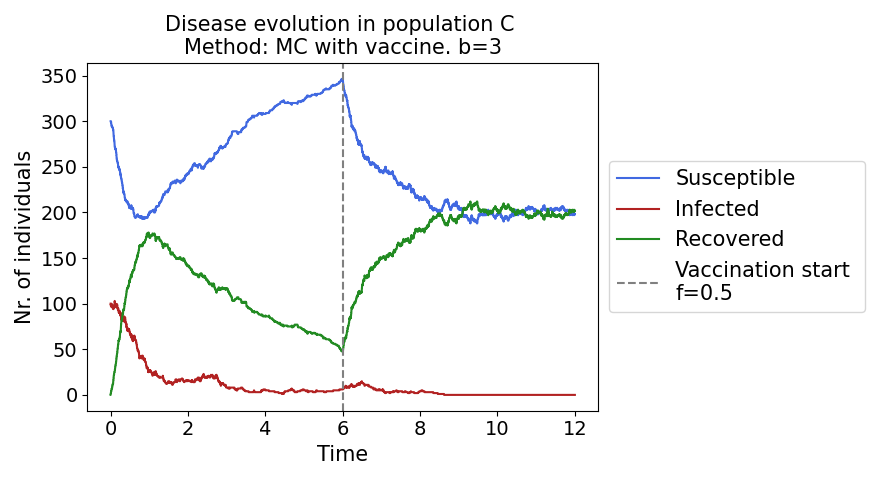 Disease evolution in population C
Method: MC with vaccine. b=3
Nr. of individuals
350
300
250
200
150
100
50
0
0 2 4 6 8 10 12
Time
Susceptible
Infected
Recovered
Vaccination start
f=0.5